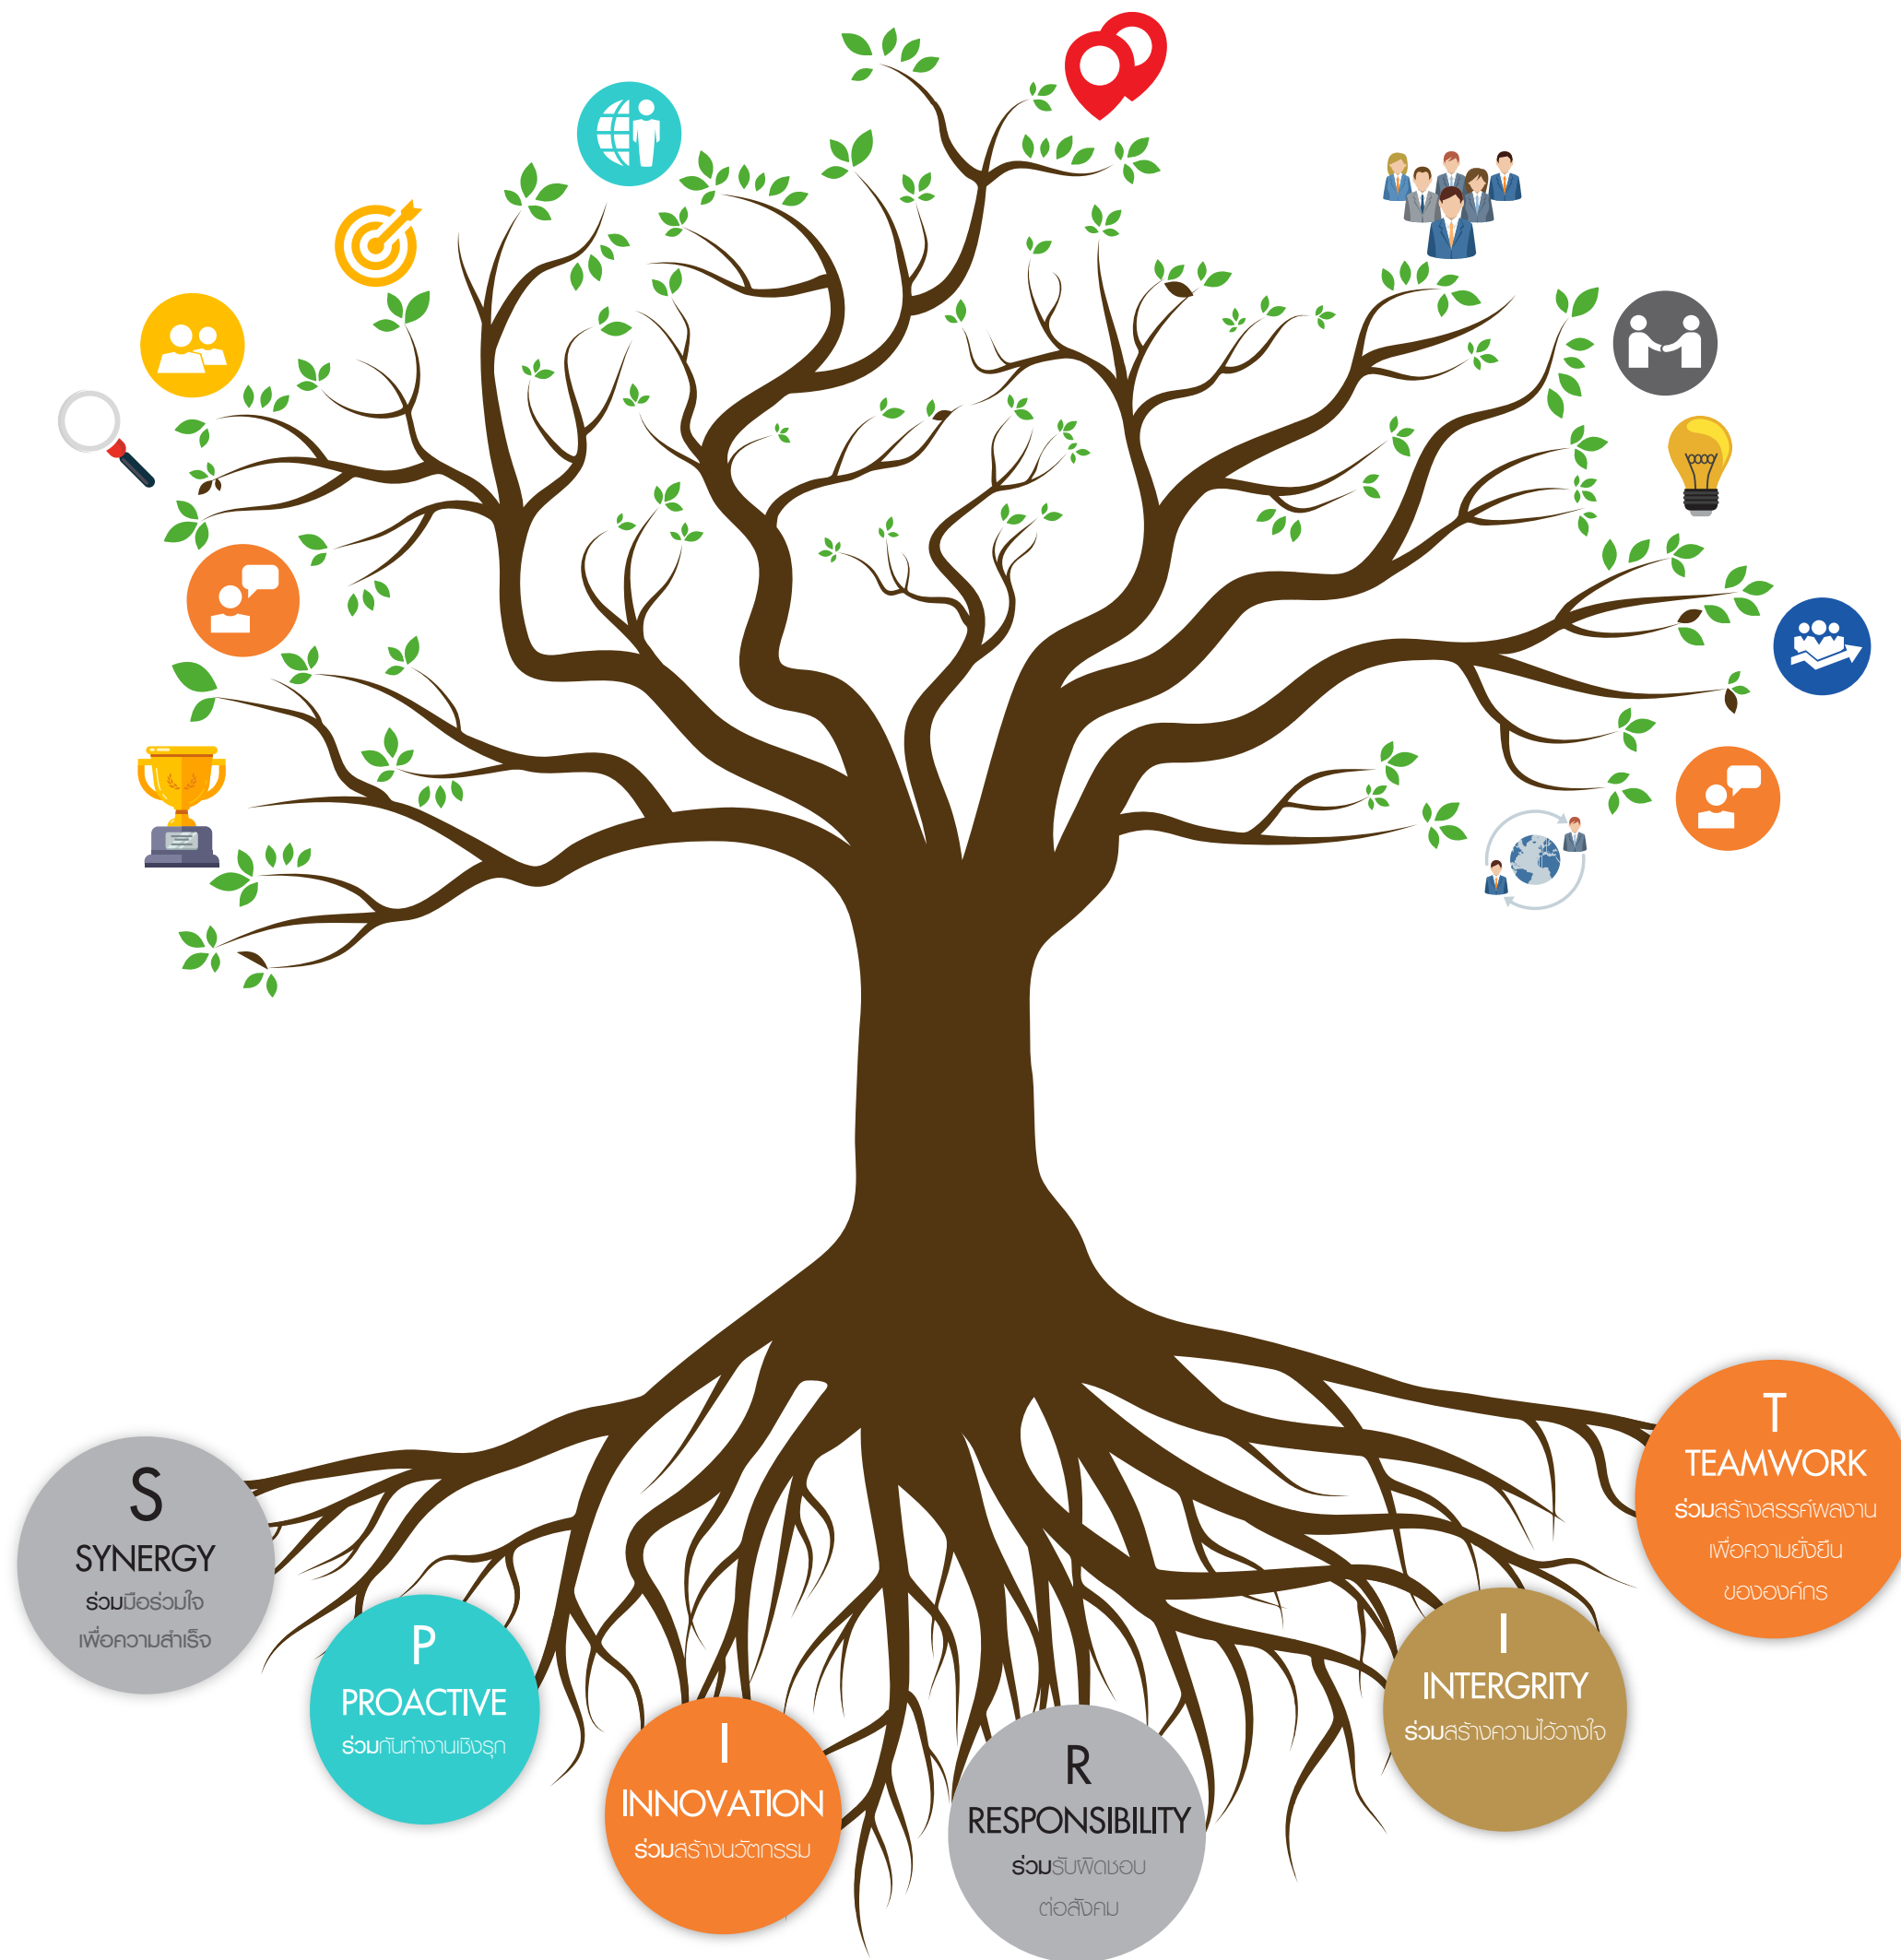 S
SYNERGY
ร่วมมือร่วมใจ
เพื่อความสำเร็จ
P
PROACTIVE
ร่วมกันทำงานเชิงรุก
I
INNOVATION
ร่วมสร้างนวัตกรรม
R
RESPONSIBILITY
ร่วมรับผิดชอบ
ต่อสังคม
I
INTERGRITY
ร่วมสร้างความไว้วางใจ
T
TEAMWORK
ร่วมสร้างสรรค์ผลงาน
เพื่อความยั่งยืน
ขององค์กร